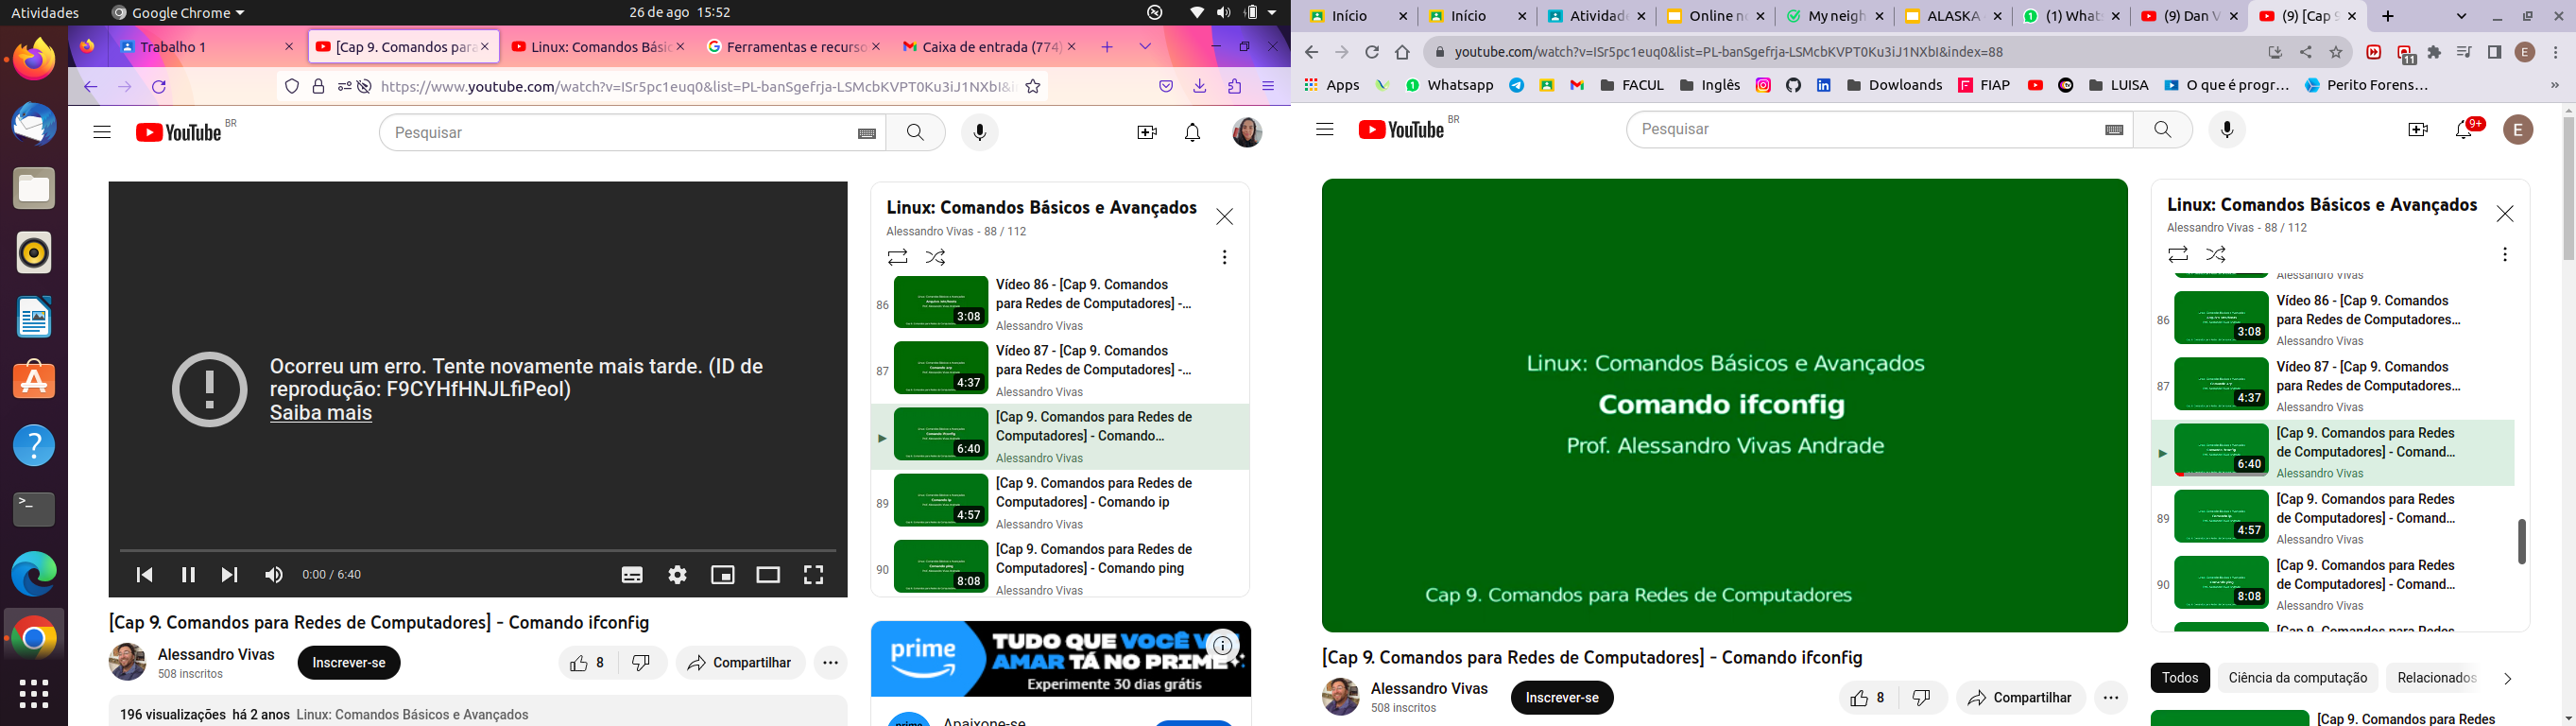 Atividades
Google Chrome
26 de ago 15:52
Trabalho 1
[Cap 9. Comandos para
Linux: Comandos Básic
Ferramentas e recurso
Caixa de entrada (774)
https://www.youtube.com/watch?v=ISr5pc1euq0&list=PL-banSgefrja-LSMcbKVPT0Ku3iJ1NXbI&i
YouTube BR
Pesquisar
Ocorreu um erro. Tente novamente mais tarde. (ID de
reprodução: F9CYHfHNJLfiPeol)
Saiba mais
0:00 / 6:40
[Cap 9. Comandos para Redes de Computadores] - Comando ifconfig
Alessandro Vivas
508 inscritos
Inscrever-se
8
Compartilhar
196 visualizações há 2 anos Linux: Comandos Básicos e Avançados
Linux: Comandos Básicos e Avançados
Alessandro Vivas - 88 / 112
86
3:08
Vídeo 86 - [Cap 9. Comandos
para Redes de Computadores] -...
Alessandro Vivas
87
4:37
Vídeo 87 - [Cap 9. Comandos
para Redes de Computadores] -...
Alessandro Vivas
6:40
[Cap 9. Comandos para Redes de
Computadores] - Comando...
Alessandro Vivas
89
4:57
[Cap 9. Comandos para Redes de
Computadores] - Comando ip
Alessandro Vivas
90
8:08
[Cap 9. Comandos para Redes de
Computadores] - Comando ping
Alessandro Vivas
prime
TUDO QUE VOCÊ V
AMAR TÁ NO PRIME
Experimente 30 dias grátis
prime
Apaixone-se
Início
Início
Atividad
Online n
My neigh
ALASKA
(1) What
(9) Dan V
(9) [Cap 9
youtube.com/watch?v=ISr5pc1euq0&list=PL-banSgefrja-LSMcbKVPT0Ku3iJ1NXbI&index=88
11
E
Apps
Whatsapp
FACUL
Inglês
Dowloands
FIAP
LUISA
O que é progr...
Perito Forens...
»
YouTube BR
Pesquisar
9+
E
Linux: Comandos Básicos e Avançados
Comando ifconfig
Prof. Alessandro Vivas Andrade
Cap 9. Comandos para Redes de Computadores
[Cap 9. Comandos para Redes de Computadores] - Comando ifconfig
Alessandro Vivas
508 inscritos
Inscrever-se
8
Compartilhar
Linux: Comandos Básicos e Avançados
Alessandro Vivas - 88 / 112
Alessandro Vivas
86
3:08
Vídeo 86 - [Cap 9. Comandos
para Redes de Computadores...
Alessandro Vivas
87
4:37
Vídeo 87 - [Cap 9. Comandos
para Redes de Computadores...
Alessandro Vivas
6:40
[Cap 9. Comandos para Redes
de Computadores] - Comand...
Alessandro Vivas
89
4:57
[Cap 9. Comandos para Redes
de Computadores] - Comand...
Alessandro Vivas
90
8:08
[Cap 9. Comandos para Redes
de Computadores] - Comand...
Alessandro Vivas
[Cap 9. Comandos para Redes
Todos
Ciência da computação
Relacionados
[Cap 9. Comandos para Redes